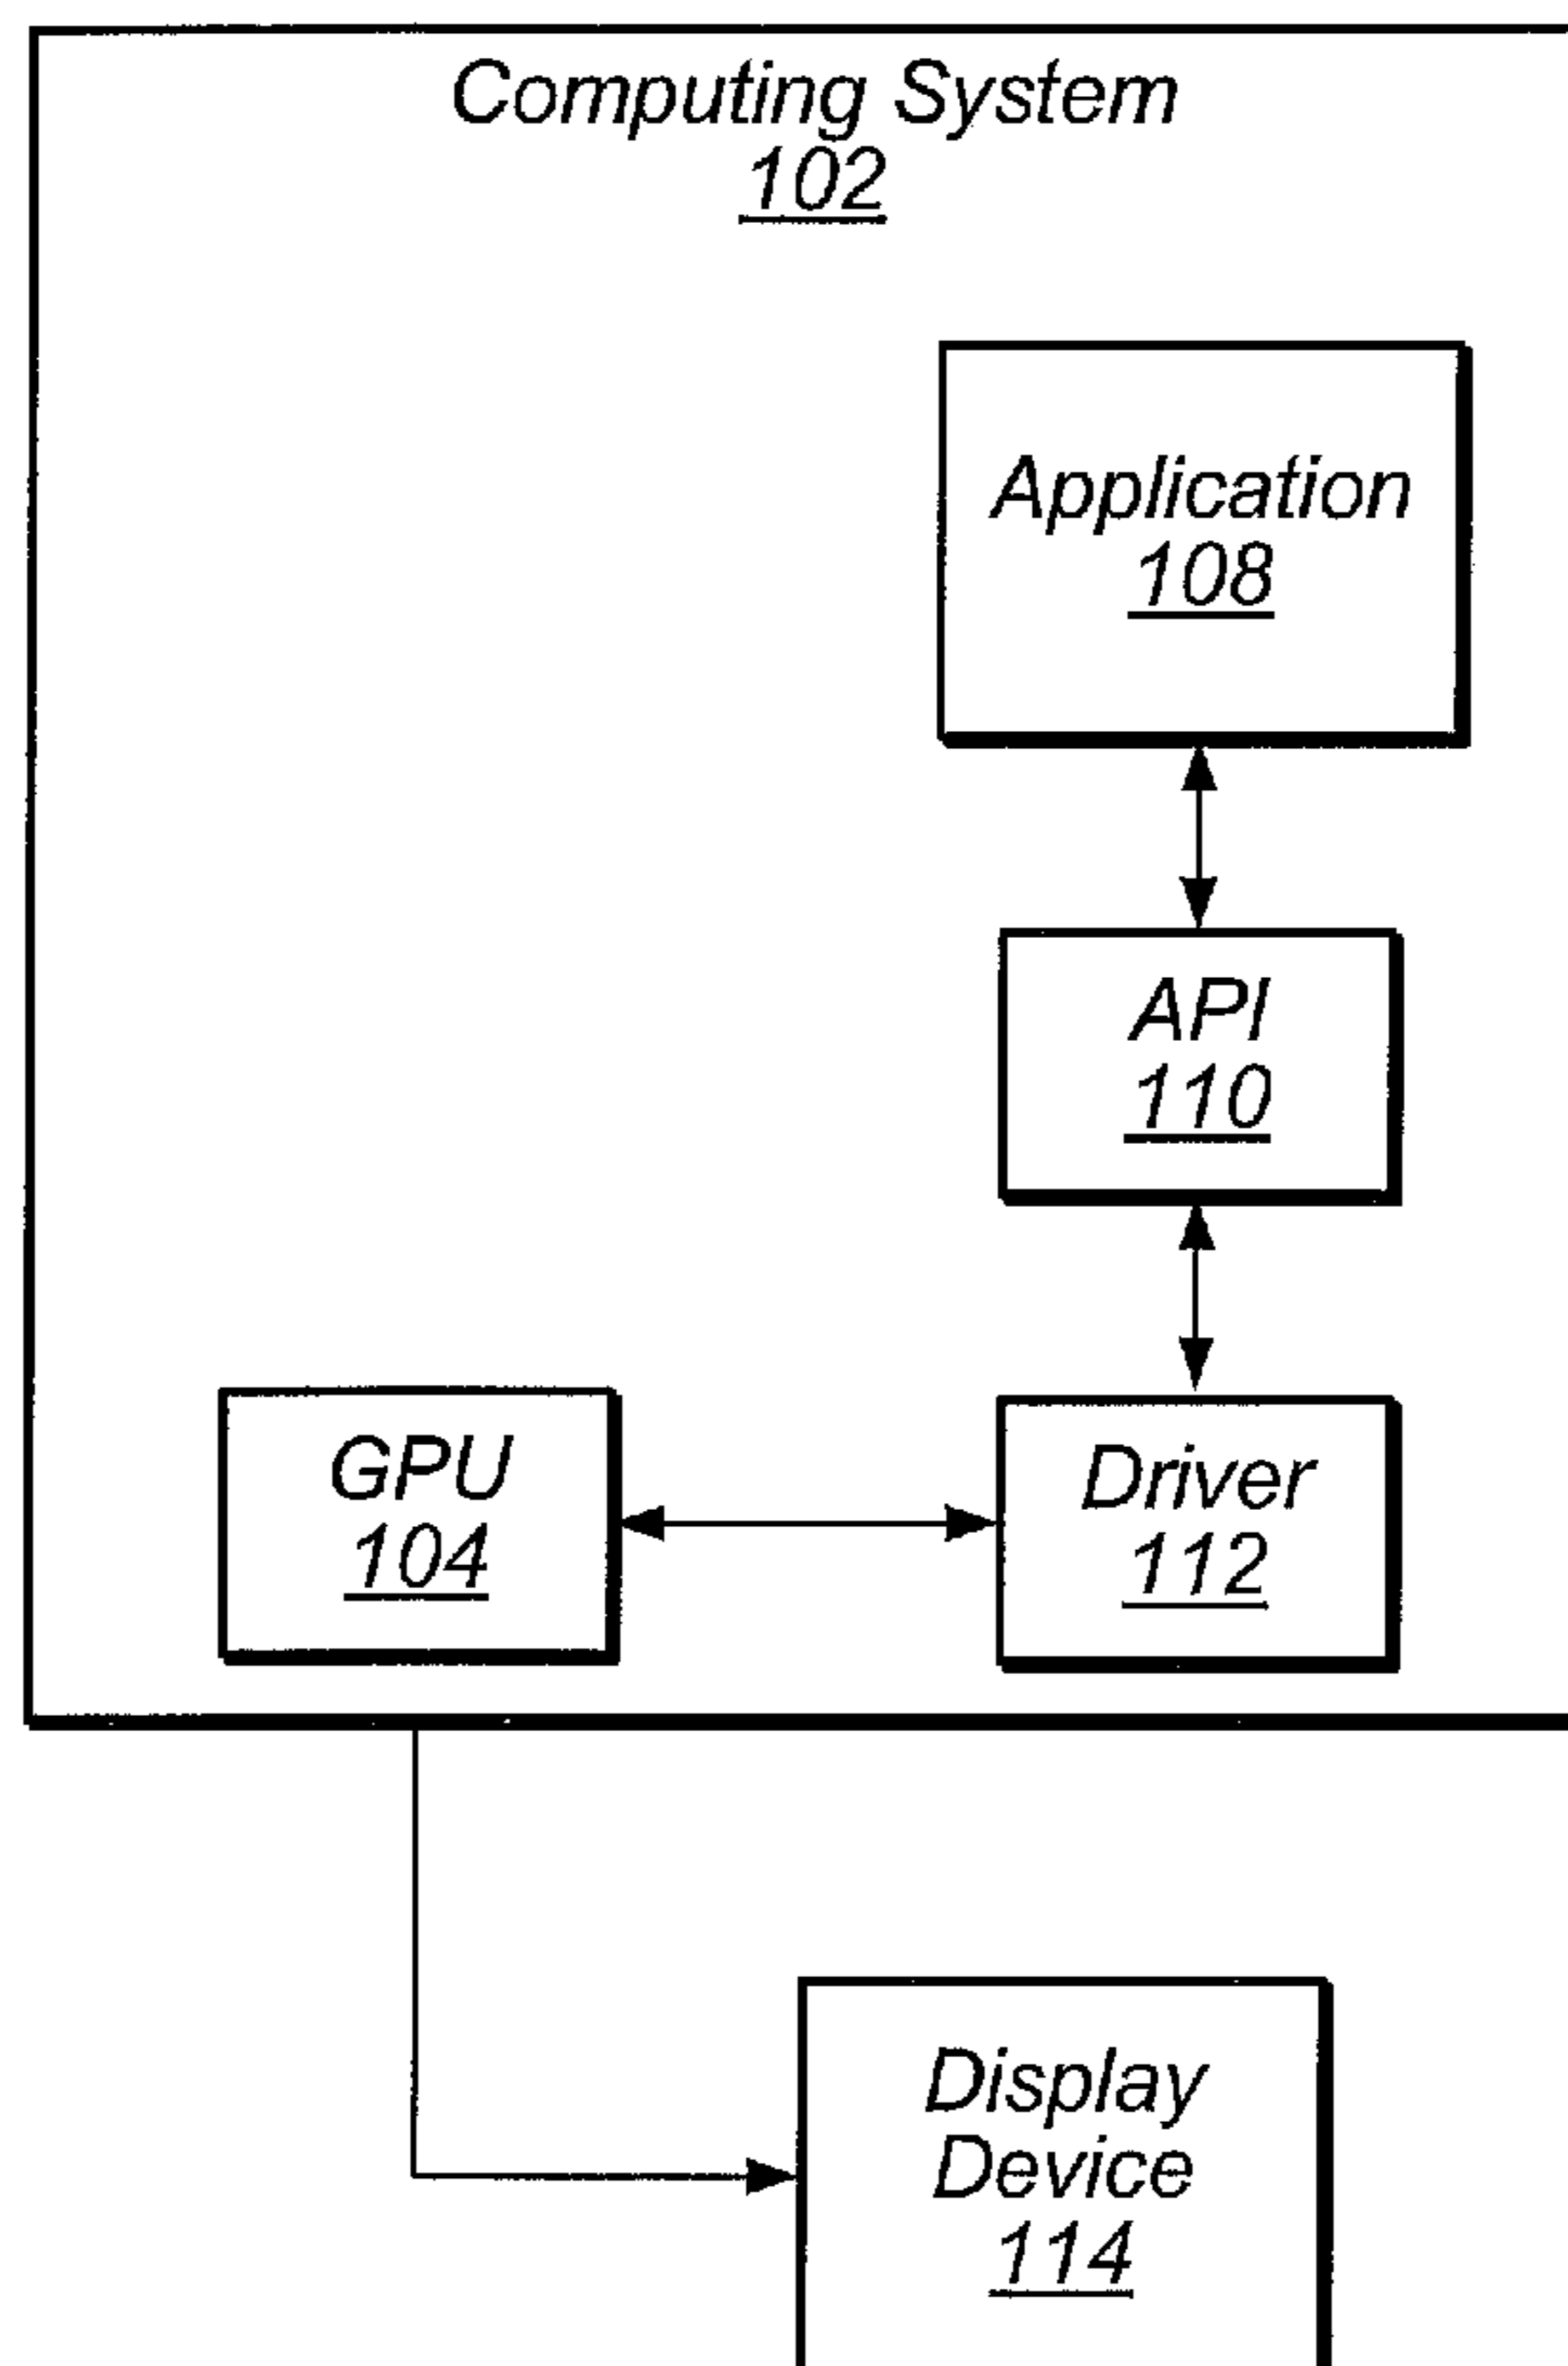 Computing System
102
Application
108
API
110
GPU
104
Driver
112
Display
Device
114